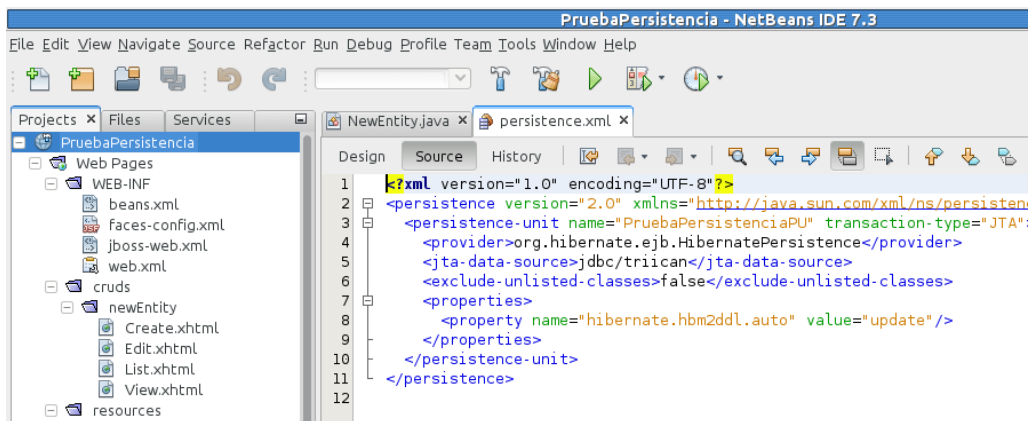 PruebaPersistencia - NetBeans IDE 7.3
File Edit View Navigate Source Refactor Run Debug Profile Team Tools Window Help
Projects Files Services
NewEntity.java persistence.xml
PruebaPersistencia
Web Pages
WEB-INF
beans.xml
faces-config.xml
jboss-web.xml
web.xml
cruds
newEntity
Create.xhtml
Edit.xhtml
List.xhtml
View.xhtml
resources
Design Source History
1 <?xml version="1.0" encoding="UTF-8"?>
2 <persistence version="2.0" xmlns="http://java.sun.com/xml/ns/persisten
3 <persistence-unit name="PruebaPersistenciaPU" transaction-type="JTA">
4 <provider>org.hibernate.ejb.HibernatePersistence</provider>
5 <jta-data-source>jdbc/triican</jta-data-source>
6 <exclude-unlisted-classes>false</exclude-unlisted-classes>
7 <properties>
8 <property name="hibernate.hbm2ddl.auto" value="update"/>
9 </properties>
10 </persistence-unit>
11 </persistence>
12